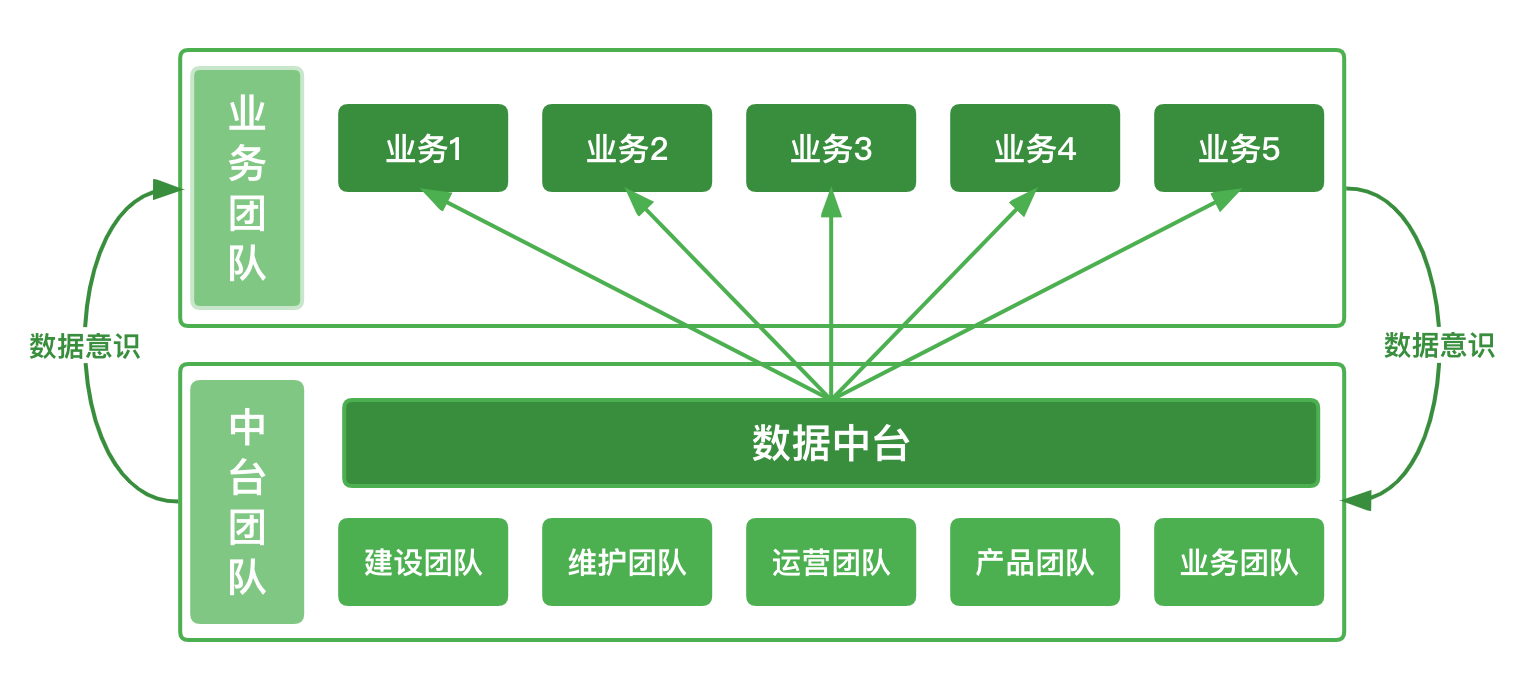 业务团队
业务1
业务2
业务3
业务4
业务5
数据意识
数据意识
中台团队
数据中台
建设团队
维护团队
运营团队
产品团队
业务团队